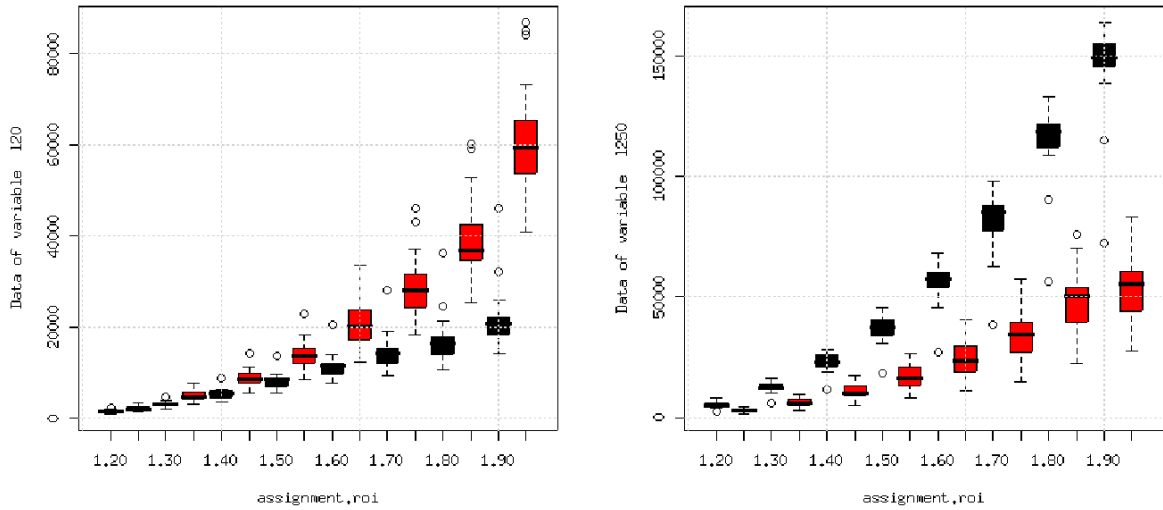 80000
60000
40000
20000
0
Data of variable 120
1.20 1.30 1.40 1.50 1.60 1.70 1.80 1.90
assignment.roi
150000
100000
50000
0
Data of variable 1250
1.20 1.30 1.40 1.50 1.60 1.70 1.80 1.90
assignment.roi